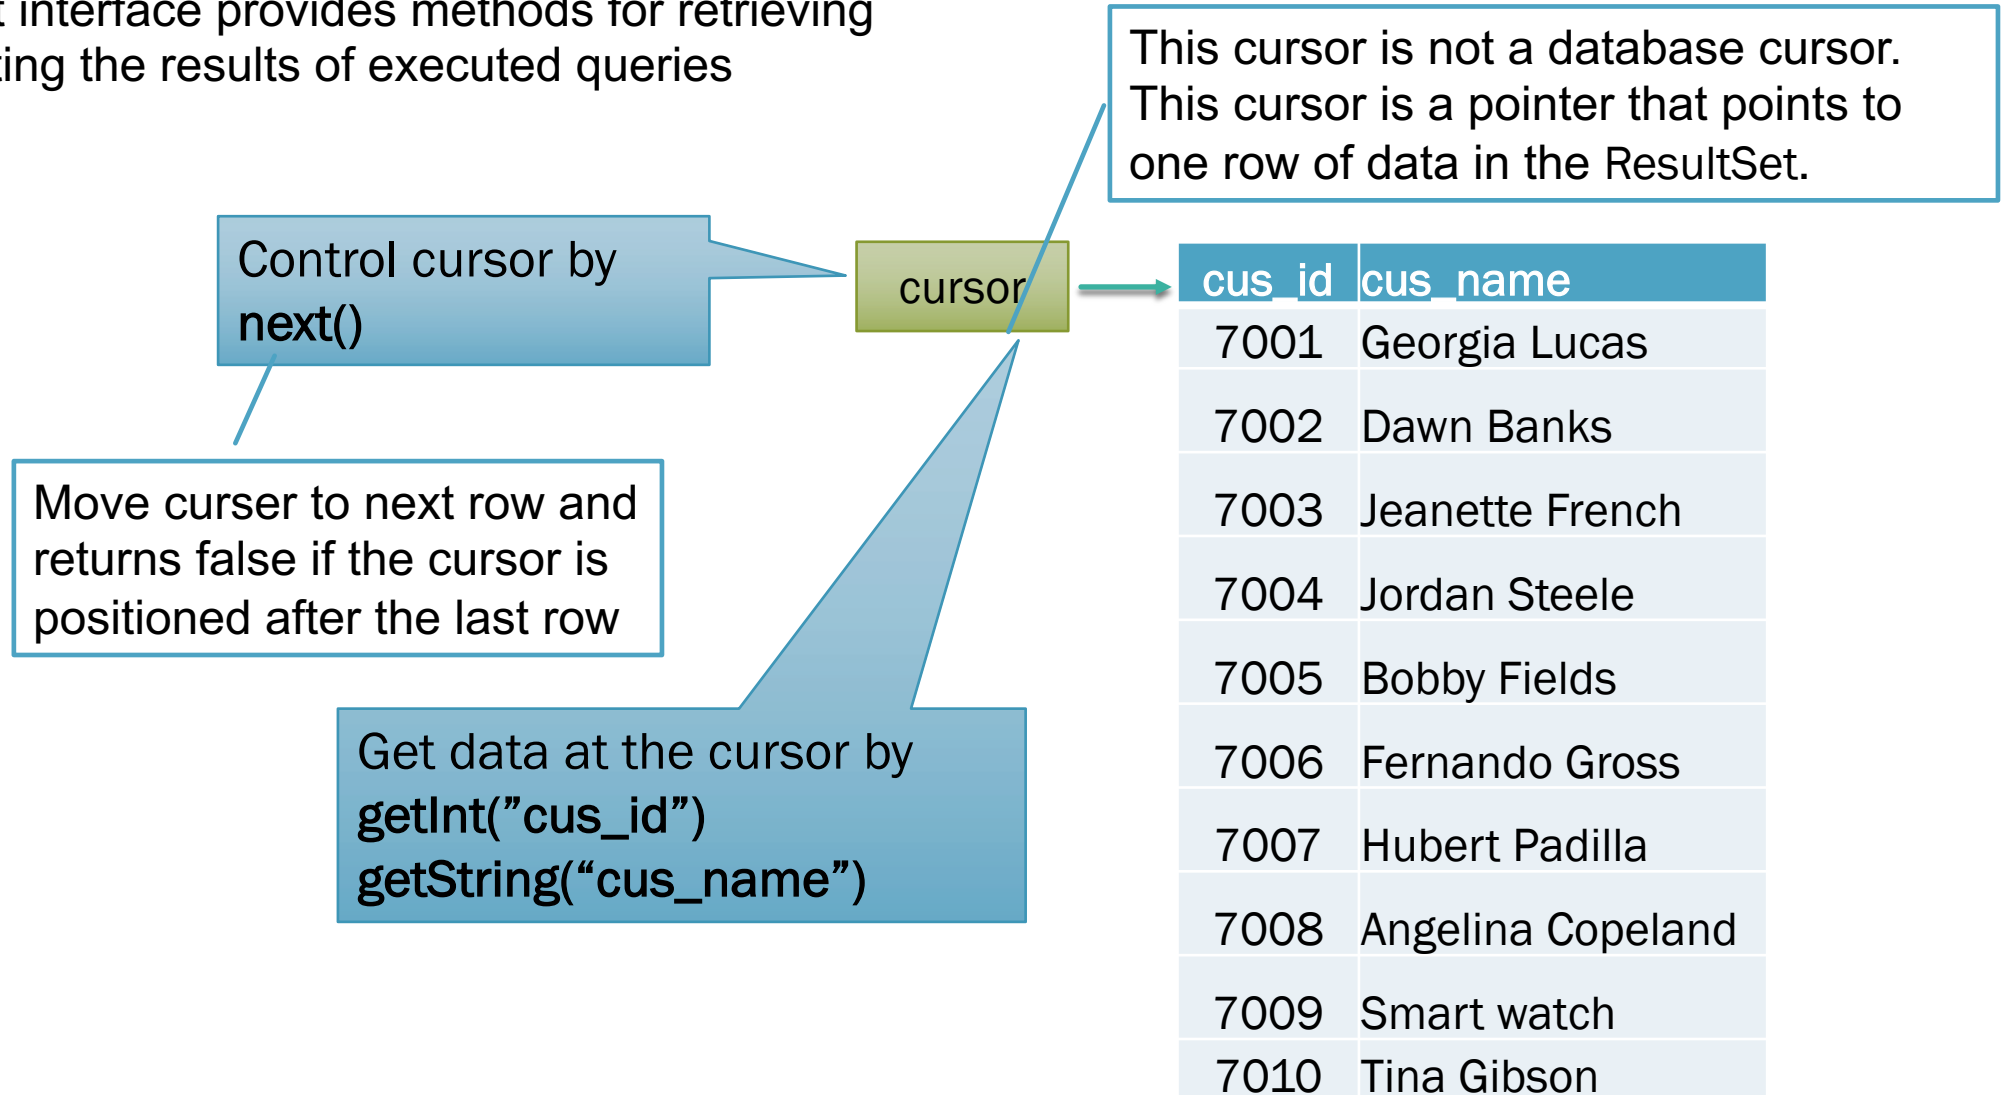 t interface provides methods for retrieving
ting the results of executed queries
This cursor is not a database cursor.
This cursor is a pointer that points to
one row of data in the ResultSet.
Control cursor by
next()
cursor
Move curser to next row and
returns false if the cursor is
positioned after the last row
Get data at the cursor by
getInt(”cus_id”)
getString(“cus_name”)
cus_id cus_name
7001 Georgia Lucas
7002 Dawn Banks
7003 Jeanette French
7004 Jordan Steele
7005 Bobby Fields
7006 Fernando Gross
7007 Hubert Padilla
7008 Angelina Copeland
7009 Smart watch
7010 Tina Gibson